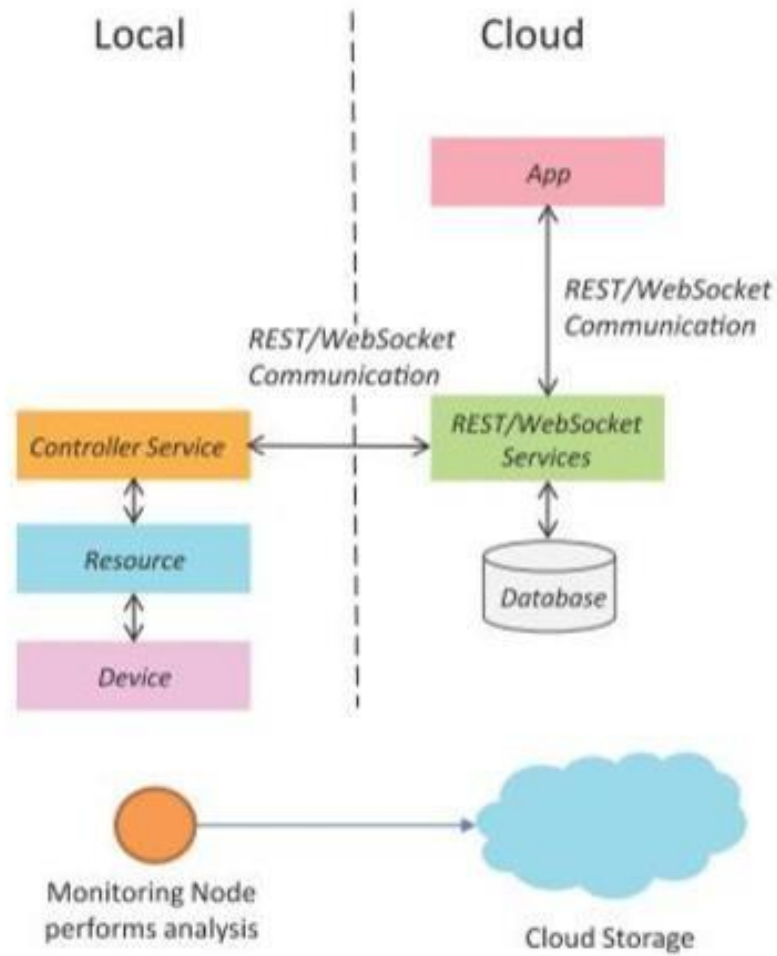 Local
Cloud
App
REST/WebSocket
Communication
REST/WebSocket
Communication
Controller Service
REST/WebSocket
Services
Resource
Database
Device
Monitoring Node
performs analysis
Cloud Storage